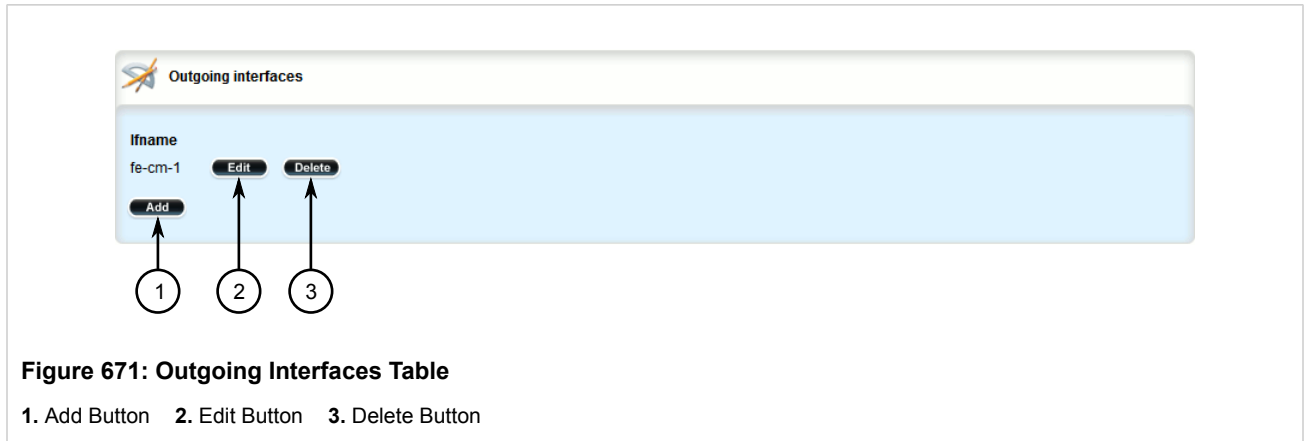 Outgoing interfaces
Ifname
fe-cm-1 Edit Delete
Add
1 2 3
Figure 671: Outgoing Interfaces Table
1. Add Button 2. Edit Button 3. Delete Button